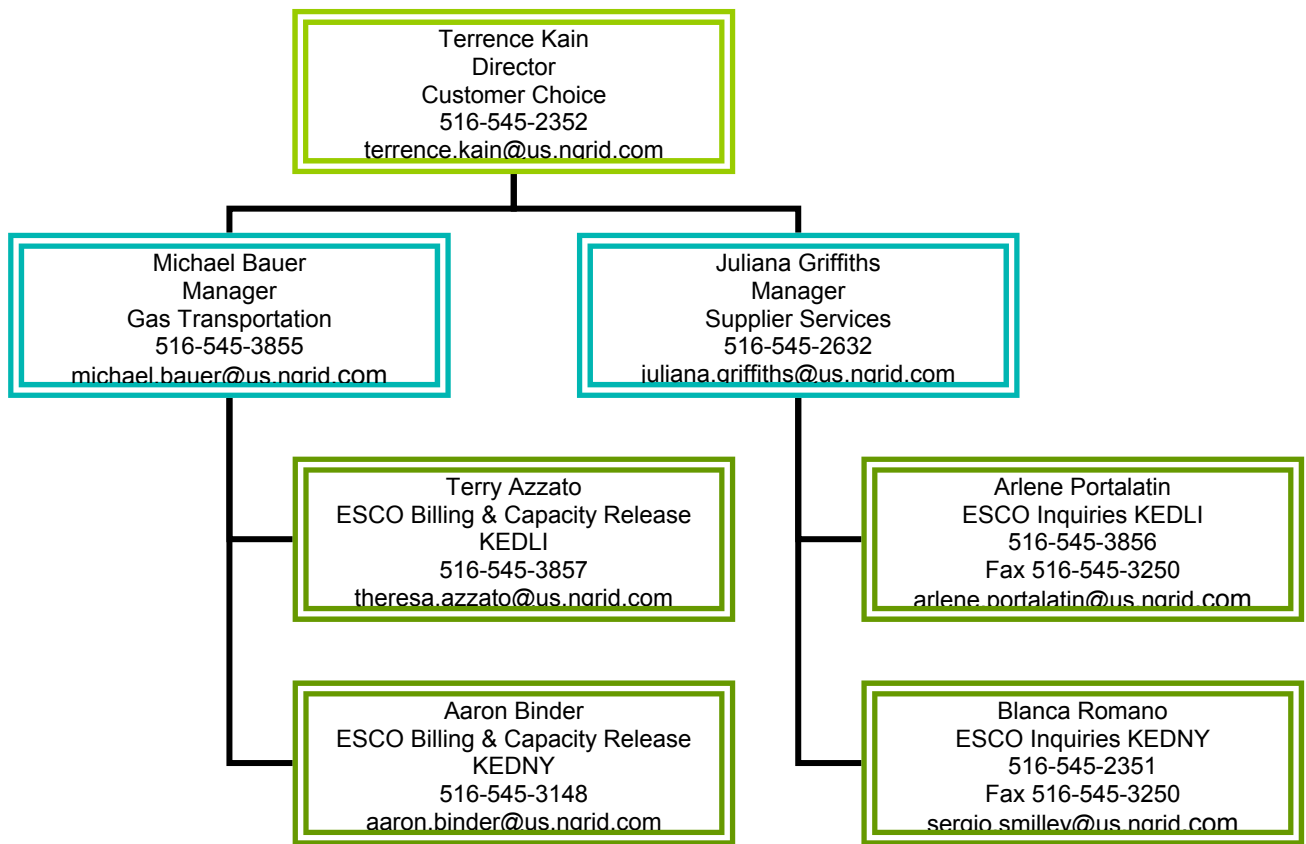 Terrence Kain
Director
Customer Choice
516-545-2352
terrence.kain@us.ngrid.com
Michael Bauer
Manager
Gas Transportation
516-545-3855
michael.bauer@us.ngrid.com
Juliana Griffiths
Manager
Supplier Services
516-545-2632
juliana.griffiths@us.ngrid.com
Terry Azzato
ESCO Billing & Capacity Release
KEDLI
516-545-3857
theresa.azzato@us.ngrid.com
Arlene Portalatin
ESCO Inquiries KEDLI
516-545-3856
Fax 516-545-3250
arlene.portalatin@us.ngrid.com
Aaron Binder
ESCO Billing & Capacity Release
KEDNY
516-545-3148
aaron.binder@us.ngrid.com
Blanca Romano
ESCO Inquiries KEDNY
516-545-2351
Fax 516-545-3250
sergio.smilley@us.ngrid.com